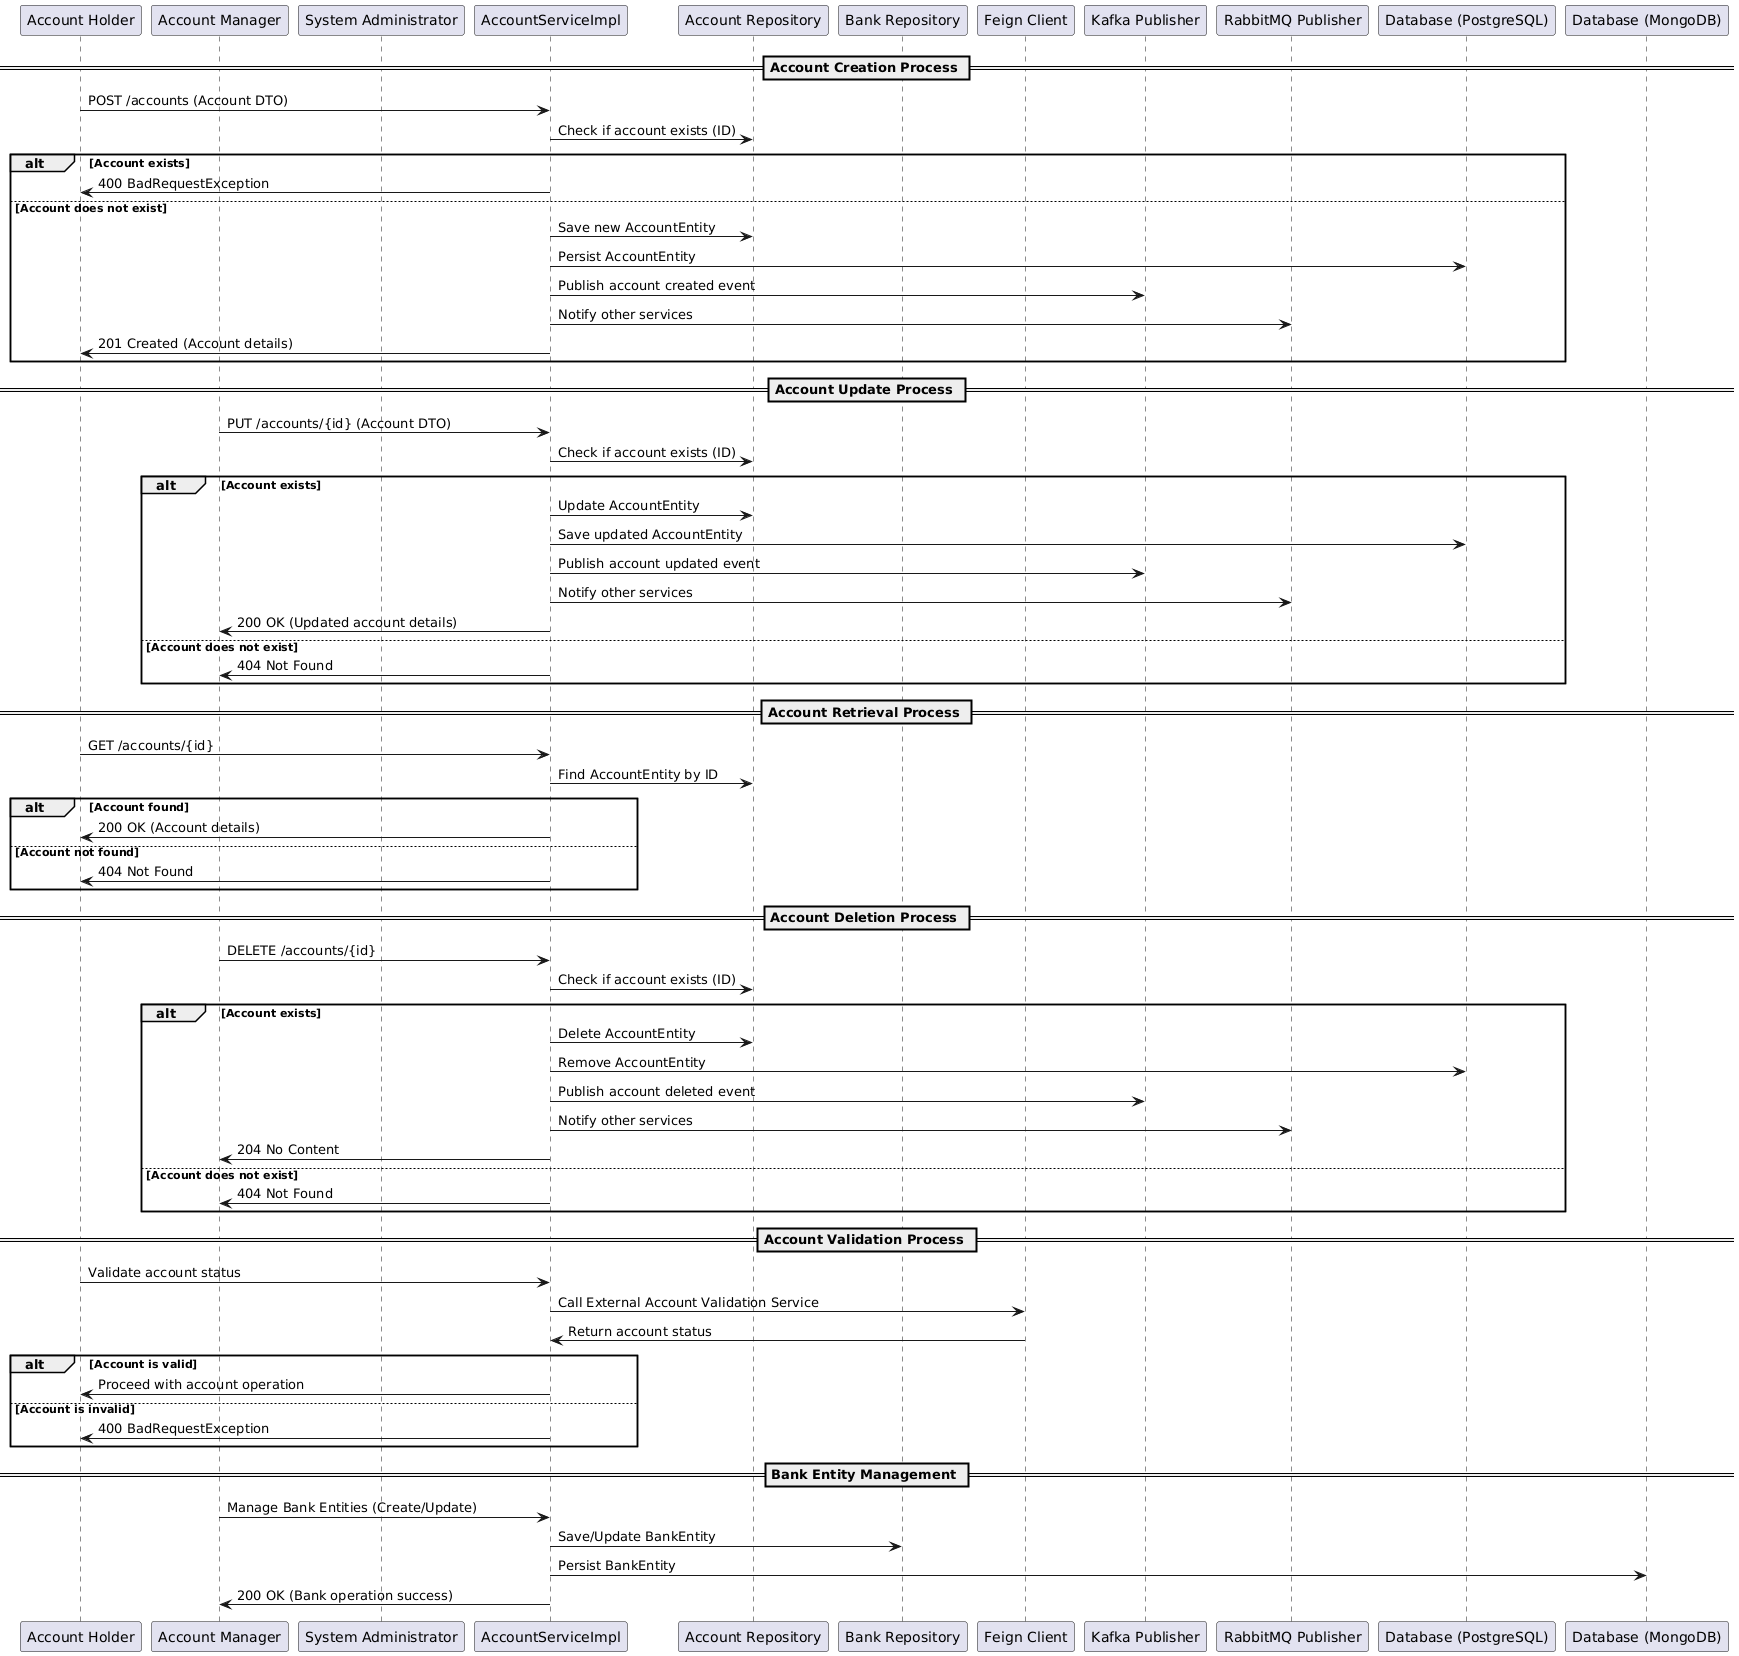 Account Holder Account Manager System Administrator AccountServiceImpl Account Repository Bank Repository Feign Client Kafka Publisher RabbitMQ Publisher Database (PostgreSQL) Database (MongoDB)
Account Creation Process
POST /accounts (Account DTO)
Check if account exists (ID)
alt [Account exists]
400 BadRequestException
[Account does not exist]
Save new AccountEntity
Persist AccountEntity
Publish account created event
Notify other services
201 Created (Account details)
Account Update Process
PUT /accounts/{id} (Account DTO)
Check if account exists (ID)
alt [Account exists]
Update AccountEntity
Save updated AccountEntity
Publish account updated event
Notify other services
200 OK (Updated account details)
[Account does not exist]
404 Not Found
Account Retrieval Process
GET /accounts/{id}
Find AccountEntity by ID
alt [Account found]
200 OK (Account details)
[Account not found]
404 Not Found
Account Deletion Process
DELETE /accounts/{id}
Check if account exists (ID)
alt [Account exists]
Delete AccountEntity
Remove AccountEntity
Publish account deleted event
Notify other services
204 No Content
[Account does not exist]
404 Not Found
Account Validation Process
Validate account status
Call External Account Validation Service
Return account status
alt [Account is valid]
Proceed with account operation
[Account is invalid]
400 BadRequestException
Bank Entity Management
Manage Bank Entities (Create/Update)
Save/Update BankEntity
Persist BankEntity
200 OK (Bank operation success)
Account Holder Account Manager System Administrator AccountServiceImpl Account Repository Bank Repository Feign Client Kafka Publisher RabbitMQ Publisher Database (PostgreSQL) Database (MongoDB)